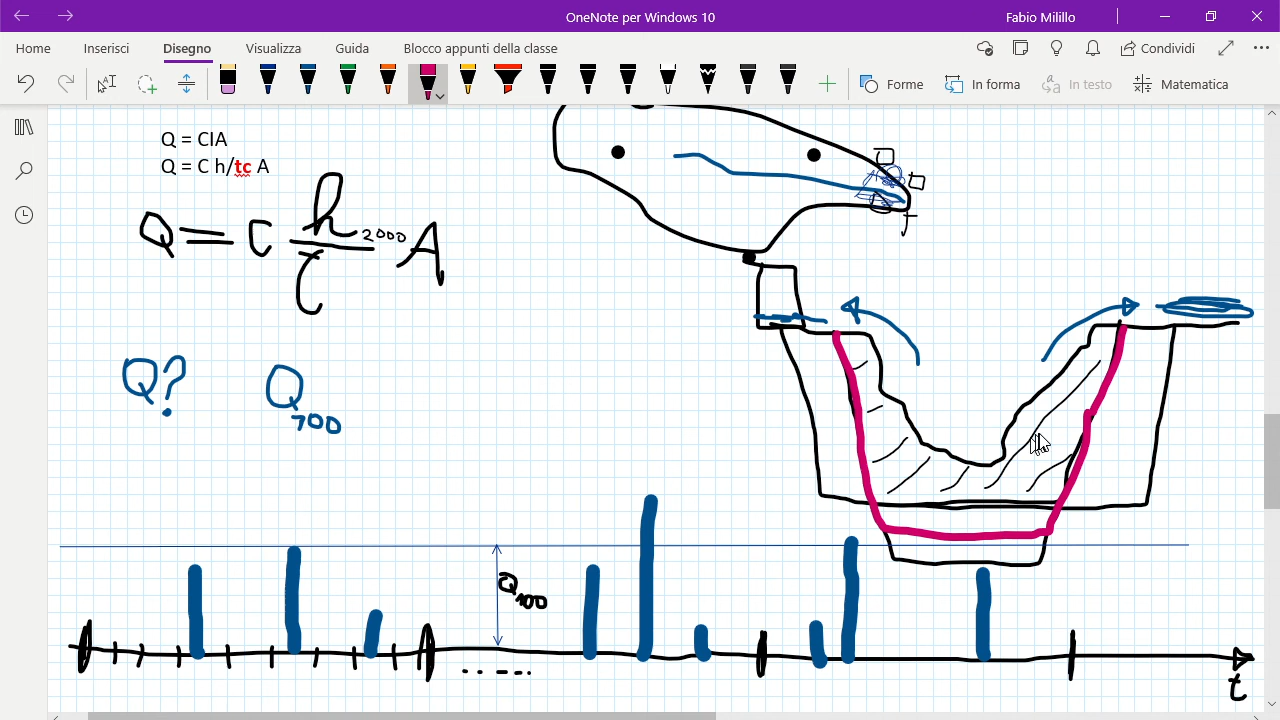 OneNote per Windows 10
Fabio Milillo
Home Inserisci Disegno Visualizza Guida Blocco appunti della classe
Condividi
Forme In forma In testo Matematica
Q = CIA
Q = C h/tc A
Q = C h/τ 2000 A
Q? Q 100
Q 100
t